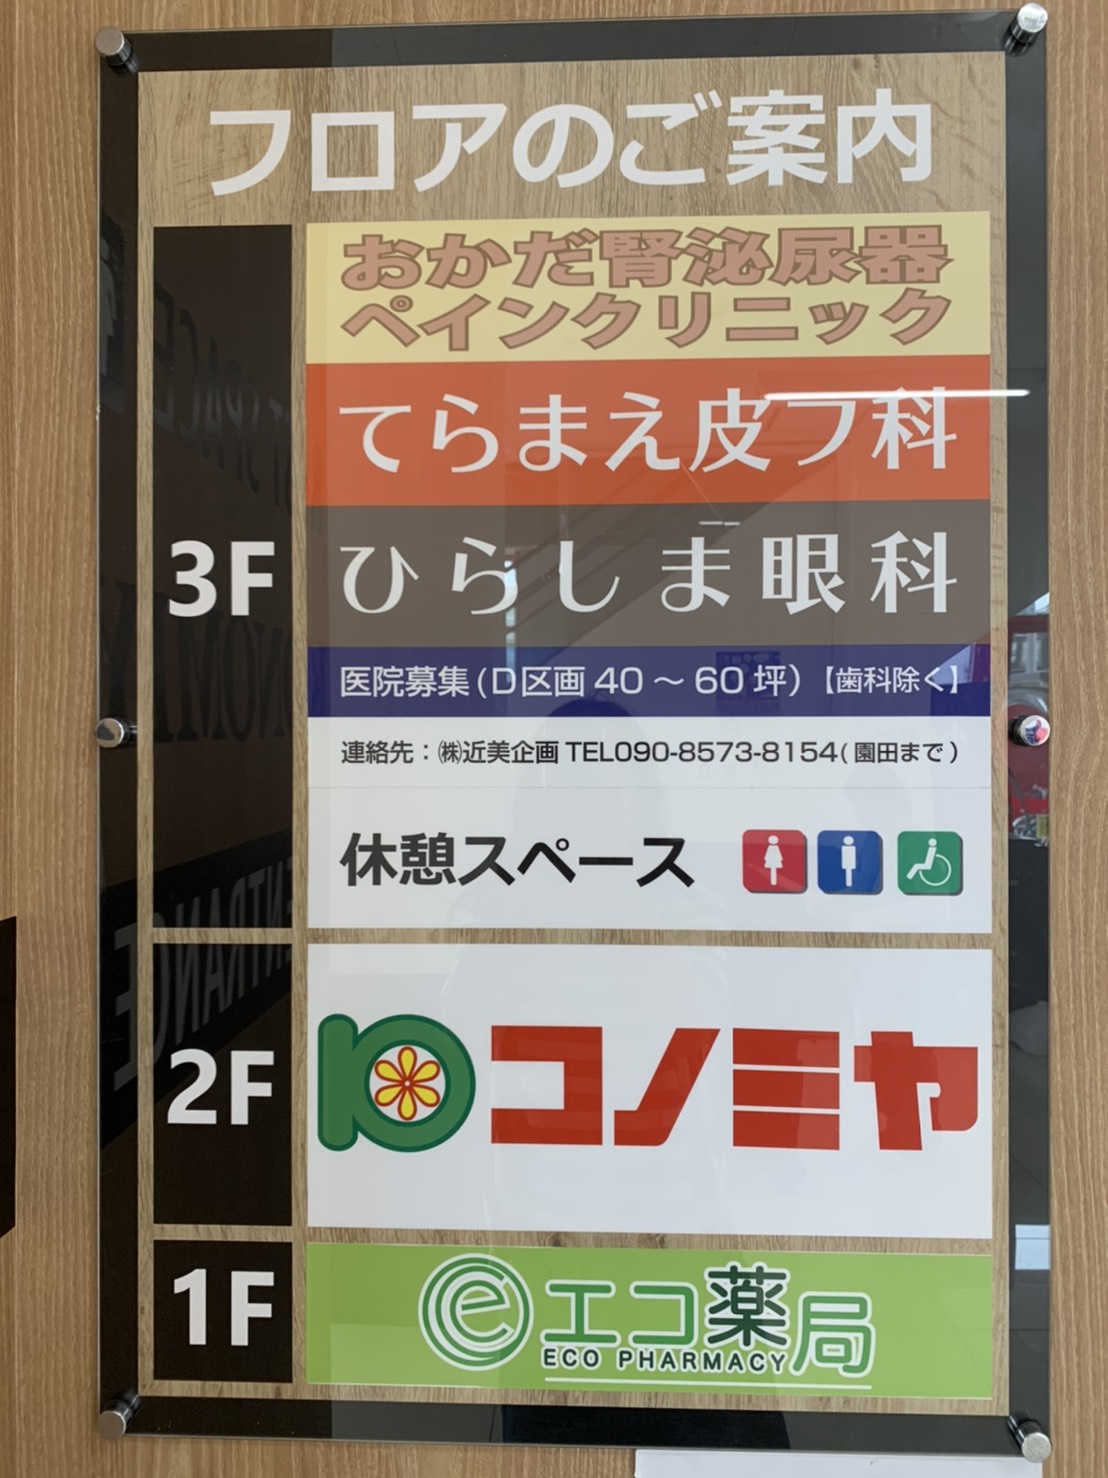 フロアのご案内
3F
おかだ腎泌尿器
ペインクリニック
てらまえ皮フ科
ひらしま眼科
医院募集(D区画40～60坪)【歯科除く】
連絡先：㈱近美企画 TEL090-8573-8154(園田まで)
休憩スペース
2F
コノミヤ
1F
e エコ薬局
ECO PHARMACY